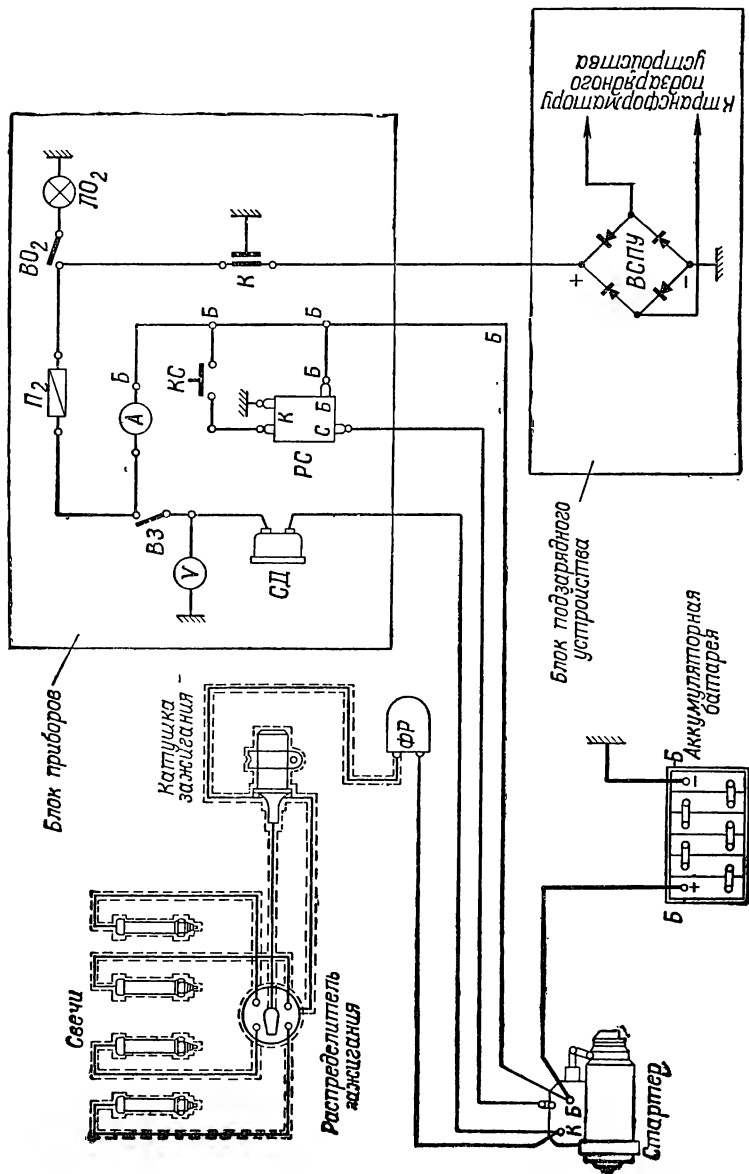 Свечи
Распределитель
зажигания
Катушка
зажигания
ФР
Блок приборов
П₂
ВО₂
ЛО₂
Б
А
Б
К
КС
РС
К
Б
С
Б
Б
ВЗ
V
СД
Б
Стартер
К
Б
Б
+
−
Б
Аккумуляторная
батарея
Блок подзарядного
устройства
+
ВСПУ
−
К трансформатору
подзарядного
устройства